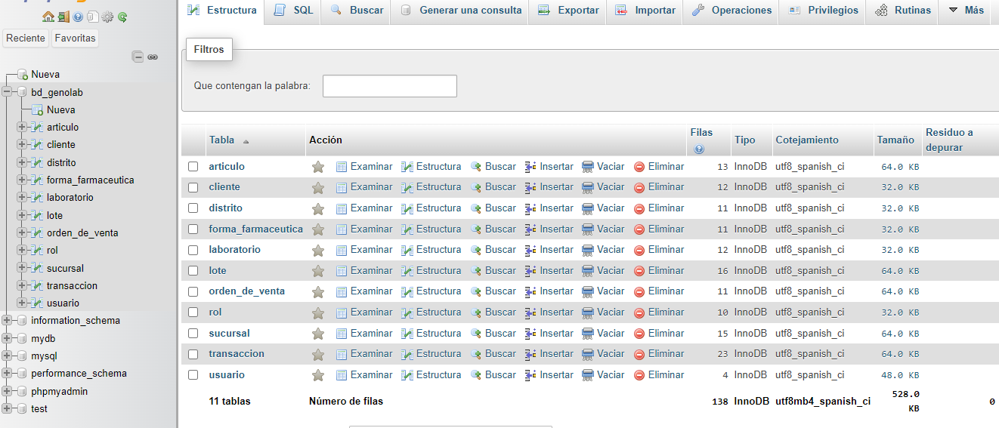 Estructura SQL Buscar Generar una consulta Exportar Importar Operaciones Privilegios Rutinas Más
Reciente Favoritas
Nueva
bd_genolab
Nueva
articulo
cliente
distrito
forma_farmaceutica
laboratorio
lote
orden_de_venta
rol
sucursal
transaccion
usuario
information_schema
mydb
mysql
performance_schema
phpmyadmin
test
Filtros
Que contengan la palabra:
Tabla Acción Filas Tipo Cotejamiento Tamaño Residuo a depurar
articulo Examinar Estructura Buscar Insertar Vaciar Eliminar 13 InnoDB utf8_spanish_ci 64.0 KB
cliente Examinar Estructura Buscar Insertar Vaciar Eliminar 12 InnoDB utf8_spanish_ci 32.0 KB
distrito Examinar Estructura Buscar Insertar Vaciar Eliminar 11 InnoDB utf8_spanish_ci 32.0 KB
forma_farmaceutica Examinar Estructura Buscar Insertar Vaciar Eliminar 11 InnoDB utf8_spanish_ci 32.0 KB
laboratorio Examinar Estructura Buscar Insertar Vaciar Eliminar 12 InnoDB utf8_spanish_ci 32.0 KB
lote Examinar Estructura Buscar Insertar Vaciar Eliminar 16 InnoDB utf8_spanish_ci 64.0 KB
orden_de_venta Examinar Estructura Buscar Insertar Vaciar Eliminar 11 InnoDB utf8_spanish_ci 64.0 KB
rol Examinar Estructura Buscar Insertar Vaciar Eliminar 10 InnoDB utf8_spanish_ci 32.0 KB
sucursal Examinar Estructura Buscar Insertar Vaciar Eliminar 15 InnoDB utf8_spanish_ci 64.0 KB
transaccion Examinar Estructura Buscar Insertar Vaciar Eliminar 23 InnoDB utf8_spanish_ci 64.0 KB
usuario Examinar Estructura Buscar Insertar Vaciar Eliminar 4 InnoDB utf8_spanish_ci 48.0 KB
11 tablas Número de filas 138 InnoDB utf8mb4_spanish_ci 528.0 KB 0